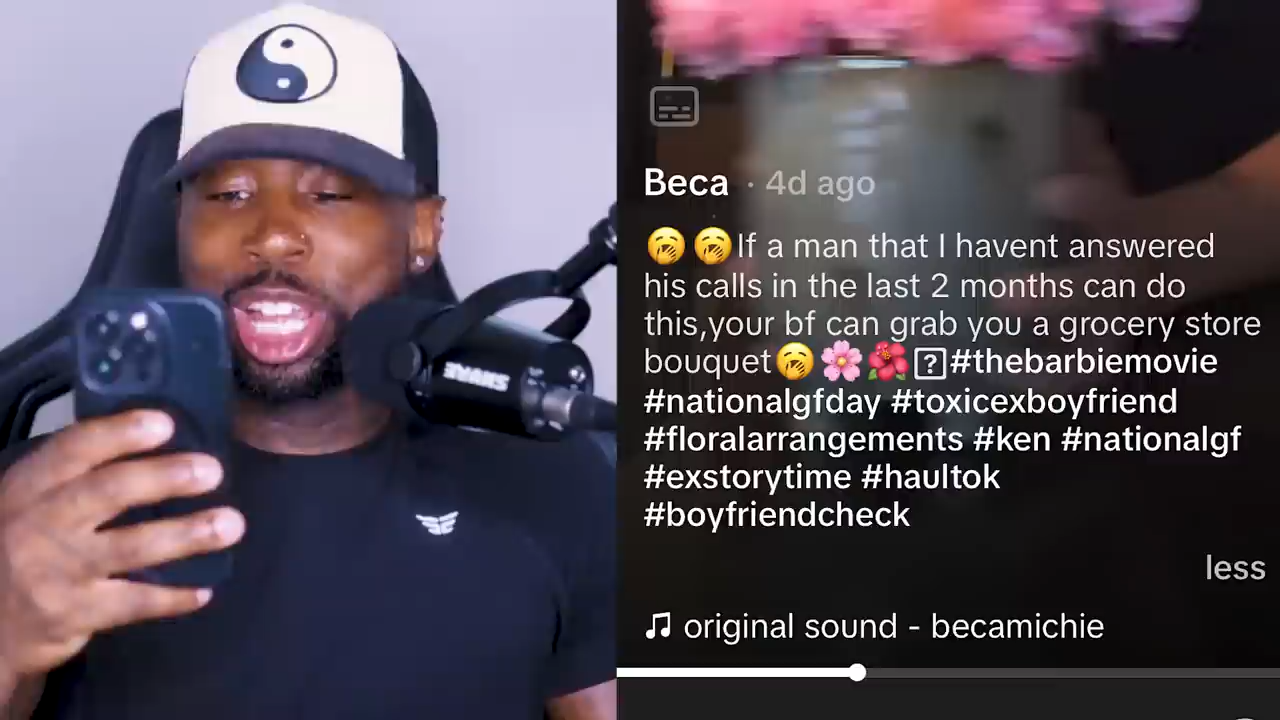 SHURE
Beca · 4d ago
🥱🥱If a man that I havent answered
his calls in the last 2 months can do
this,your bf can grab you a grocery store
bouquet🥱🌸🌺#thebarbiemovie
#nationalgfday #toxicexboyfriend
#floralarrangements #ken #nationalgf
#exstorytime #haultok
#boyfriendcheck
less
original sound - becamichie